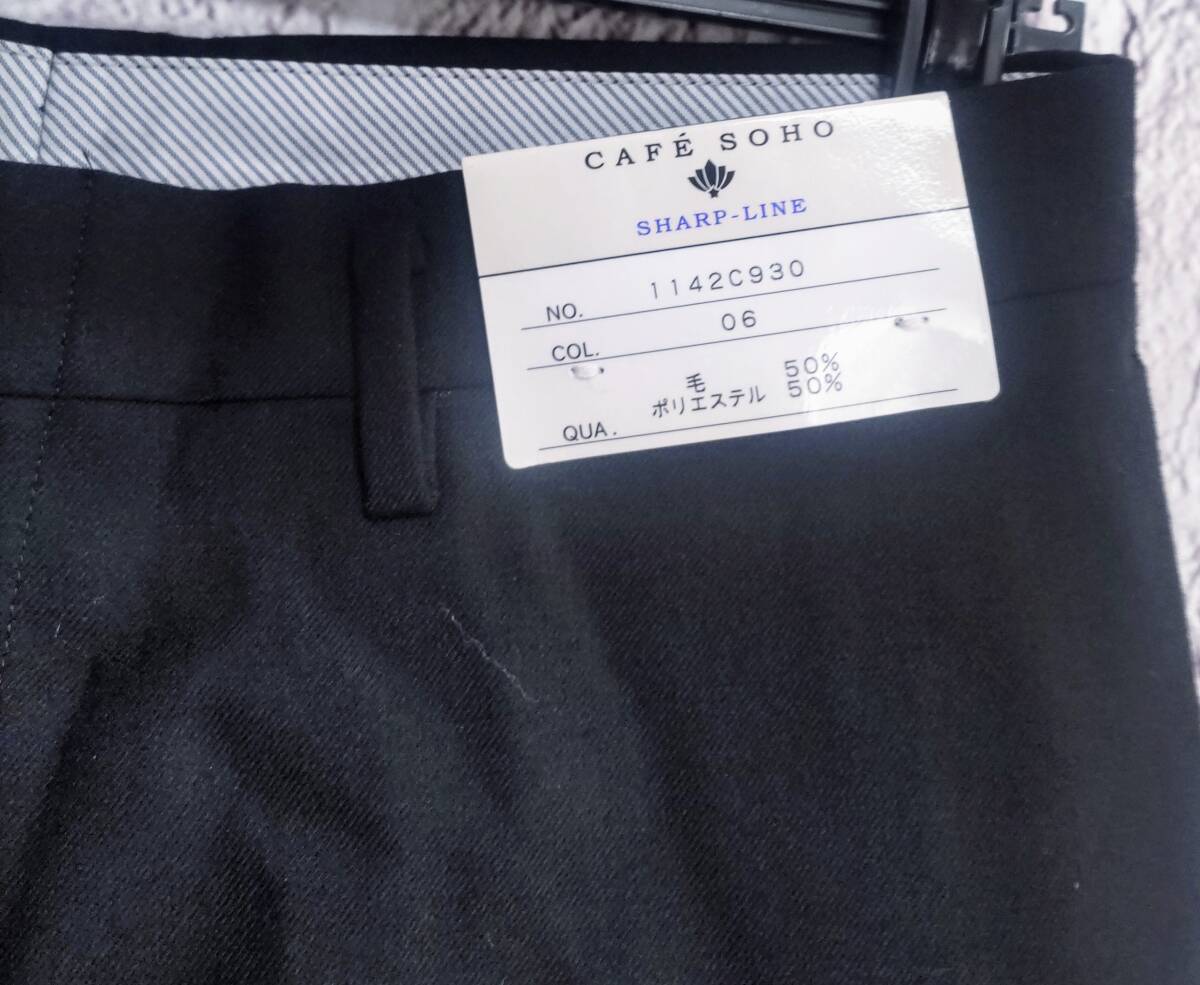 CAFÉ SOHO
SHARP-LINE
NO. 1142C930
COL. 06
毛 50%
ポリエステル 50%
QUA.